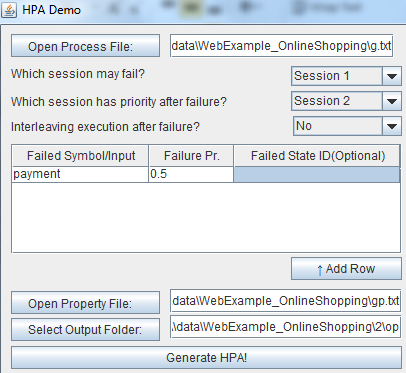 HPA Demo
Open Process File: data\WebExample_OnlineShopping\g.txt
Which session may fail? Session 1
Which session has priority after failure? Session 2
Interleaving execution after failure? No
Failed Symbol/Input Failure Pr. Failed State ID(Optional)
payment 0.5
↑ Add Row
Open Property File: data\WebExample_OnlineShopping\gp.txt
Select Output Folder: .\data\WebExample_OnlineShopping\2\op
Generate HPA!